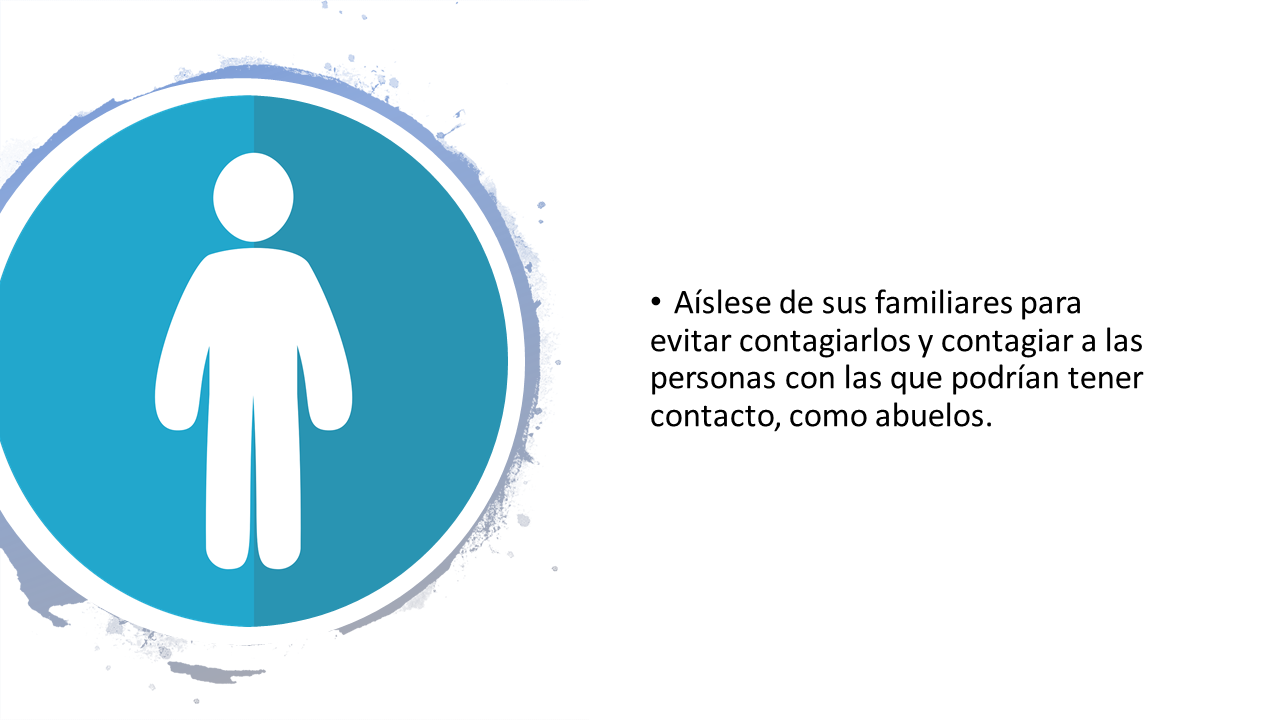 • Aíslese de sus familiares para
evitar contagiarlos y contagiar a las
personas con las que podrían tener
contacto, como abuelos.